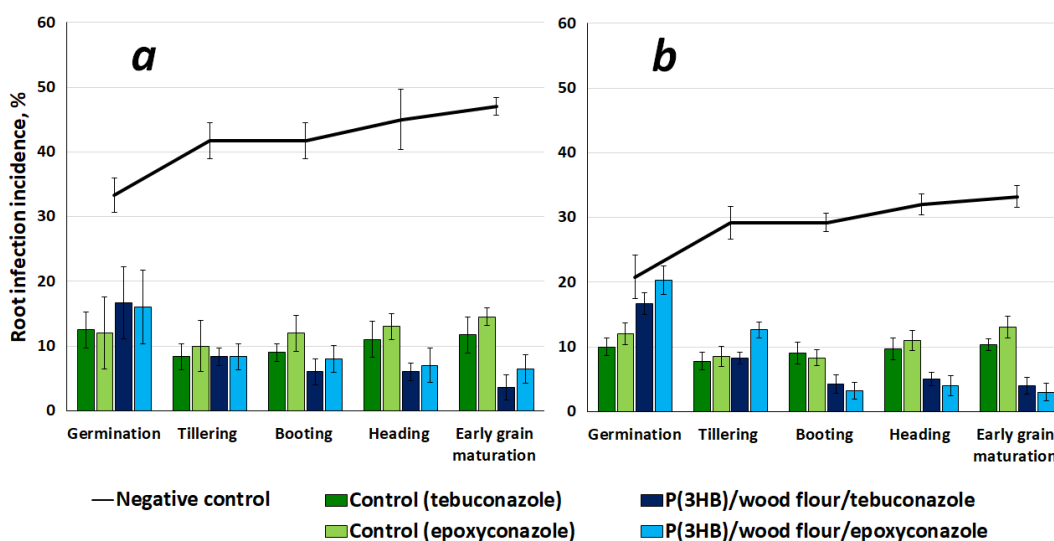 a
b
Root infection incidence, %
60
50
40
30
20
10
0
Germination Tillering Booting Heading Early grain
maturation
60
50
40
30
20
10
0
Germination Tillering Booting Heading Early grain
maturation
Negative control Control (tebuconazole) P(3HB)/wood flour/tebuconazole
Control (epoxyconazole) P(3HB)/wood flour/epoxyconazole